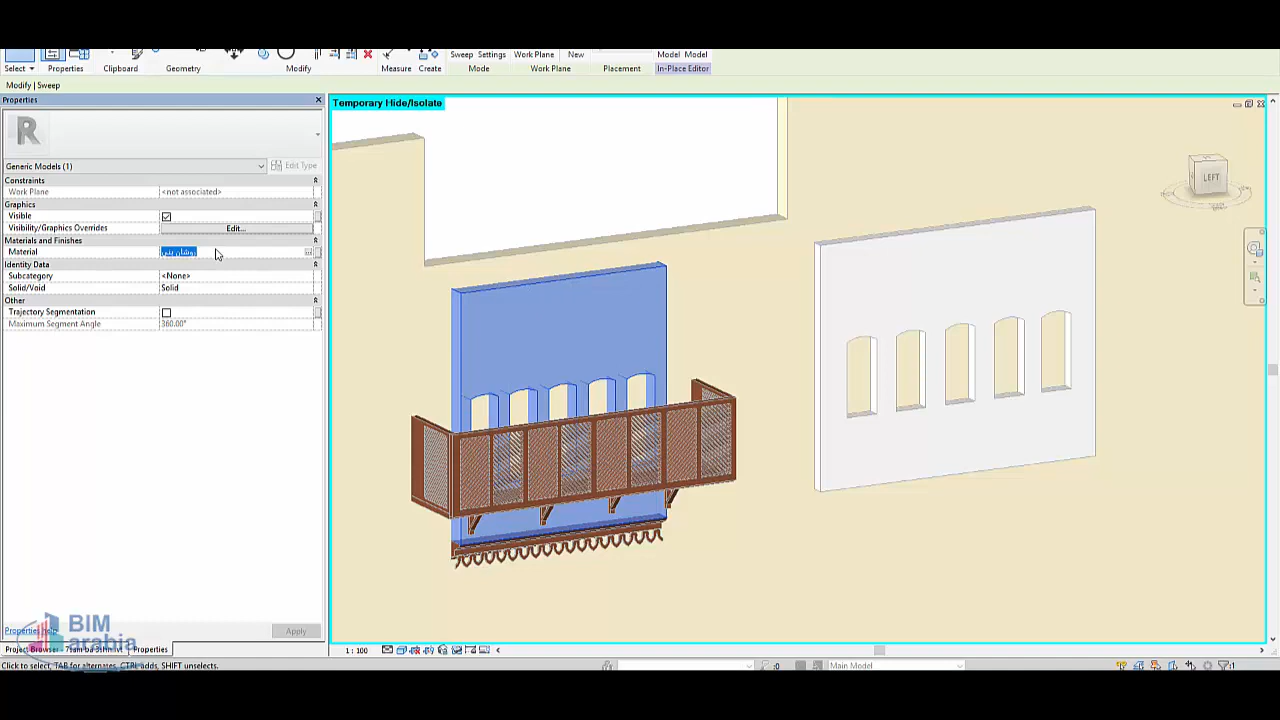 Sweep Settings Work Plane New Model Model
Select Properties Clipboard Geometry Modify Measure Create Mode Work Plane Placement In-Place Editor
Modify | Sweep
Properties
Temporary Hide/Isolate
R
LEFT
Generic Models (1)
Edit Type
Constraints
Work Plane <not associated>
Graphics
Visible
Visibility/Graphics Overrides Edit...
Materials and Finishes
Material روشان بني
Identity Data
Subcategory <None>
Solid/Void Solid
Other
Trajectory Segmentation
Maximum Segment Angle 360.00°
BIM
arabia
Properties help
Apply
Project Browser Properties
1 : 100
Click to select, TAB for alternates, CTRL adds, SHIFT unselects.
:0
Main Model
:1